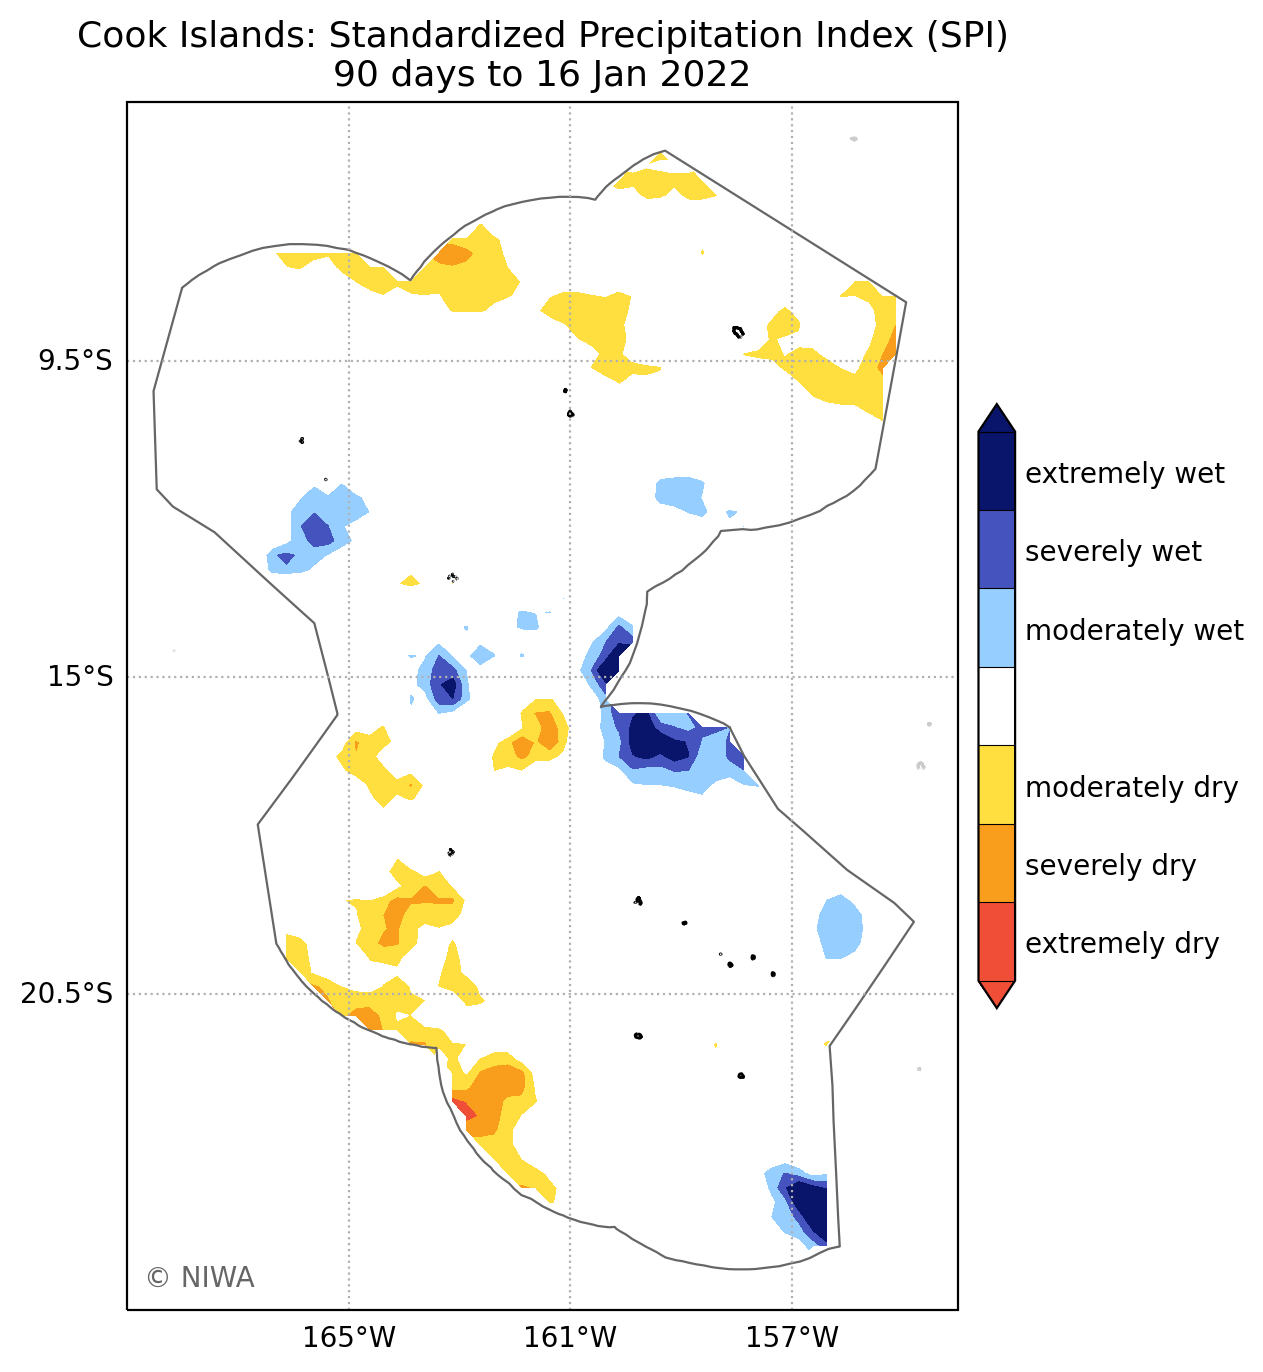 Cook Islands: Standardized Precipitation Index (SPI)
90 days to 16 Jan 2022
9.5°S
15°S
20.5°S
165°W
161°W
157°W
extremely wet
severely wet
moderately wet
moderately dry
severely dry
extremely dry
© NIWA